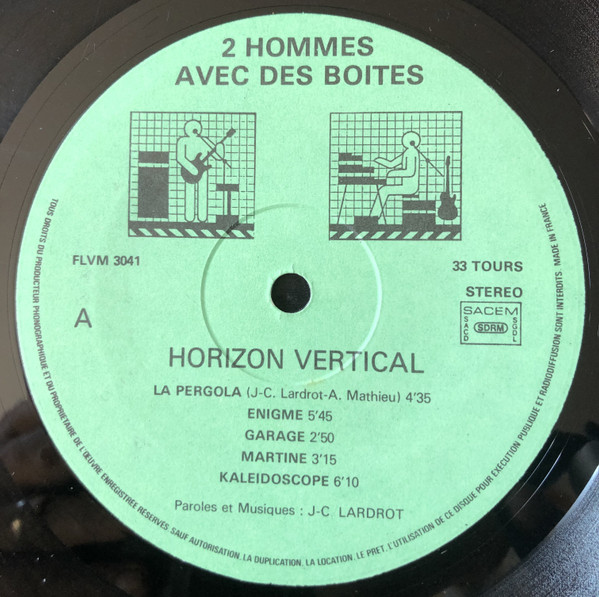 2 HOMMES
AVEC DES BOITES
FLVM 3041
33 TOURS
STEREO
A
SACEM
SACD
SDRM
SGDL
HORIZON VERTICAL
LA PERGOLA (J-C. Lardrot-A. Mathieu) 4'35
ENIGME 5'45
GARAGE 2'50
MARTINE 3'15
KALEIDOSCOPE 6'10
Paroles et Musiques : J-C. LARDROT
TOUS DROITS DU PRODUCTEUR PHONOGRAPHIQUE ET DU PROPRIETAIRE DE L'ŒUVRE ENREGISTREE RESERVES SAUF AUTORISATION, LA DUPLICATION, LA LOCATION, LE PRET, L'UTILISATION DE CE DISQUE POUR EXECUTION PUBLIQUE ET RADIODIFFUSION SONT INTERDITS. MADE IN FRANCE